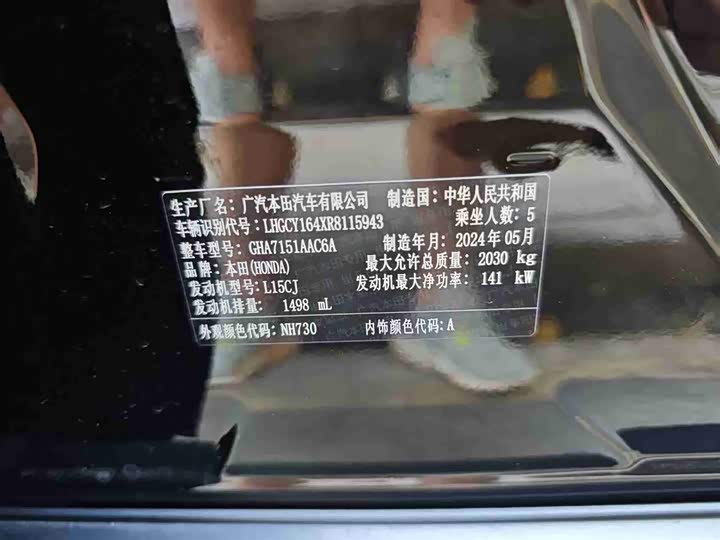 生产厂名：广汽本田汽车有限公司 制造国：中华人民共和国
车辆识别代号：LHGCY164XR8115943 乘坐人数：5
整车型号：GHA7151AAC6A 制造年月：2024年05月
品牌：本田(HONDA) 最大允许总质量：2030 kg
发动机型号：L15CJ 发动机最大净功率：141 kW
发动机排量：1498 mL
外观颜色代码：NH730 内饰颜色代码：A